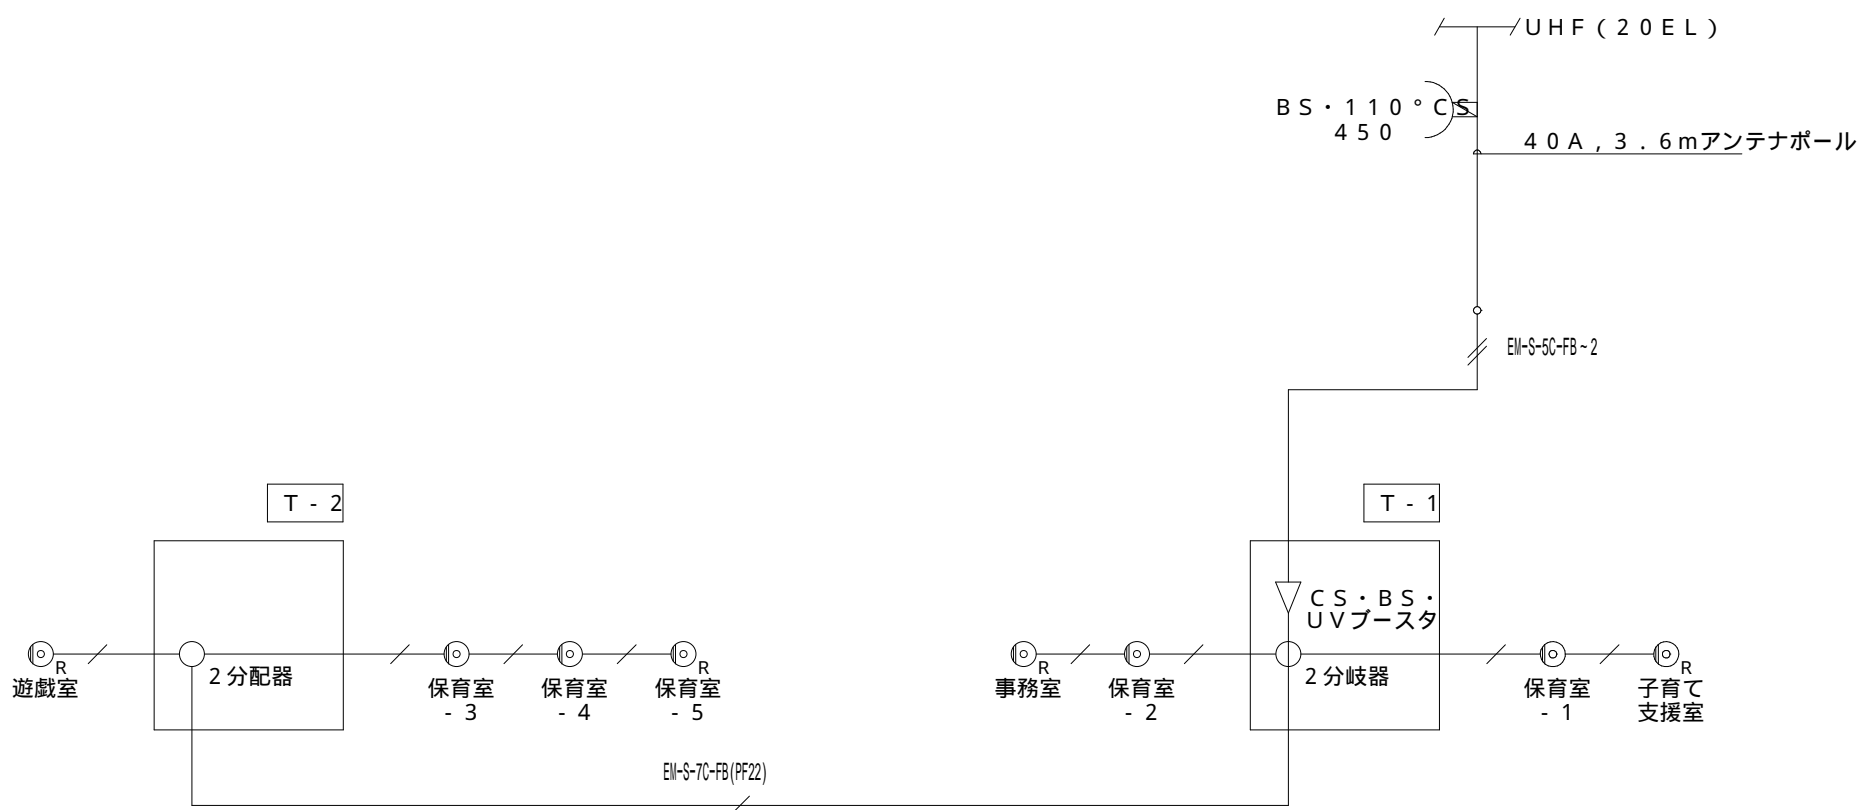 UHF(20EL)
BS・110°CS
450
40A,3.6mアンテナポール
EM-S-5C-FB~2
T-2
T-1
CS・BS・
UVブースタ
R
遊戯室
2分配器
保育室
-3
保育室
-4
R
保育室
-5
R
事務室
保育室
-2
2分岐器
保育室
-1
R
子育て
支援室
EM-S-7C-FB(PF22)